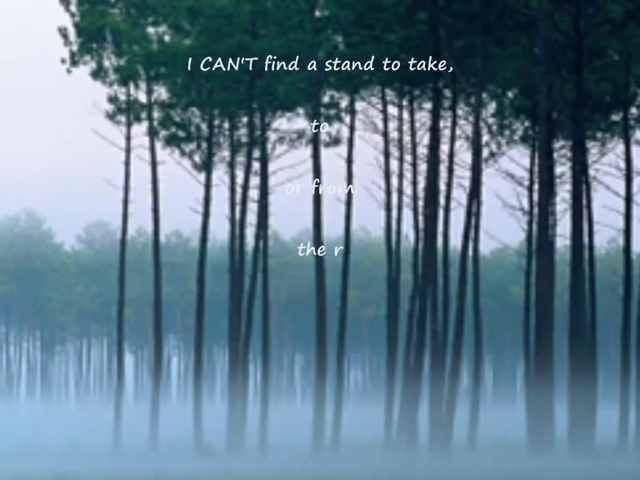 I CAN'T find a stand to take,
to
or from
the r